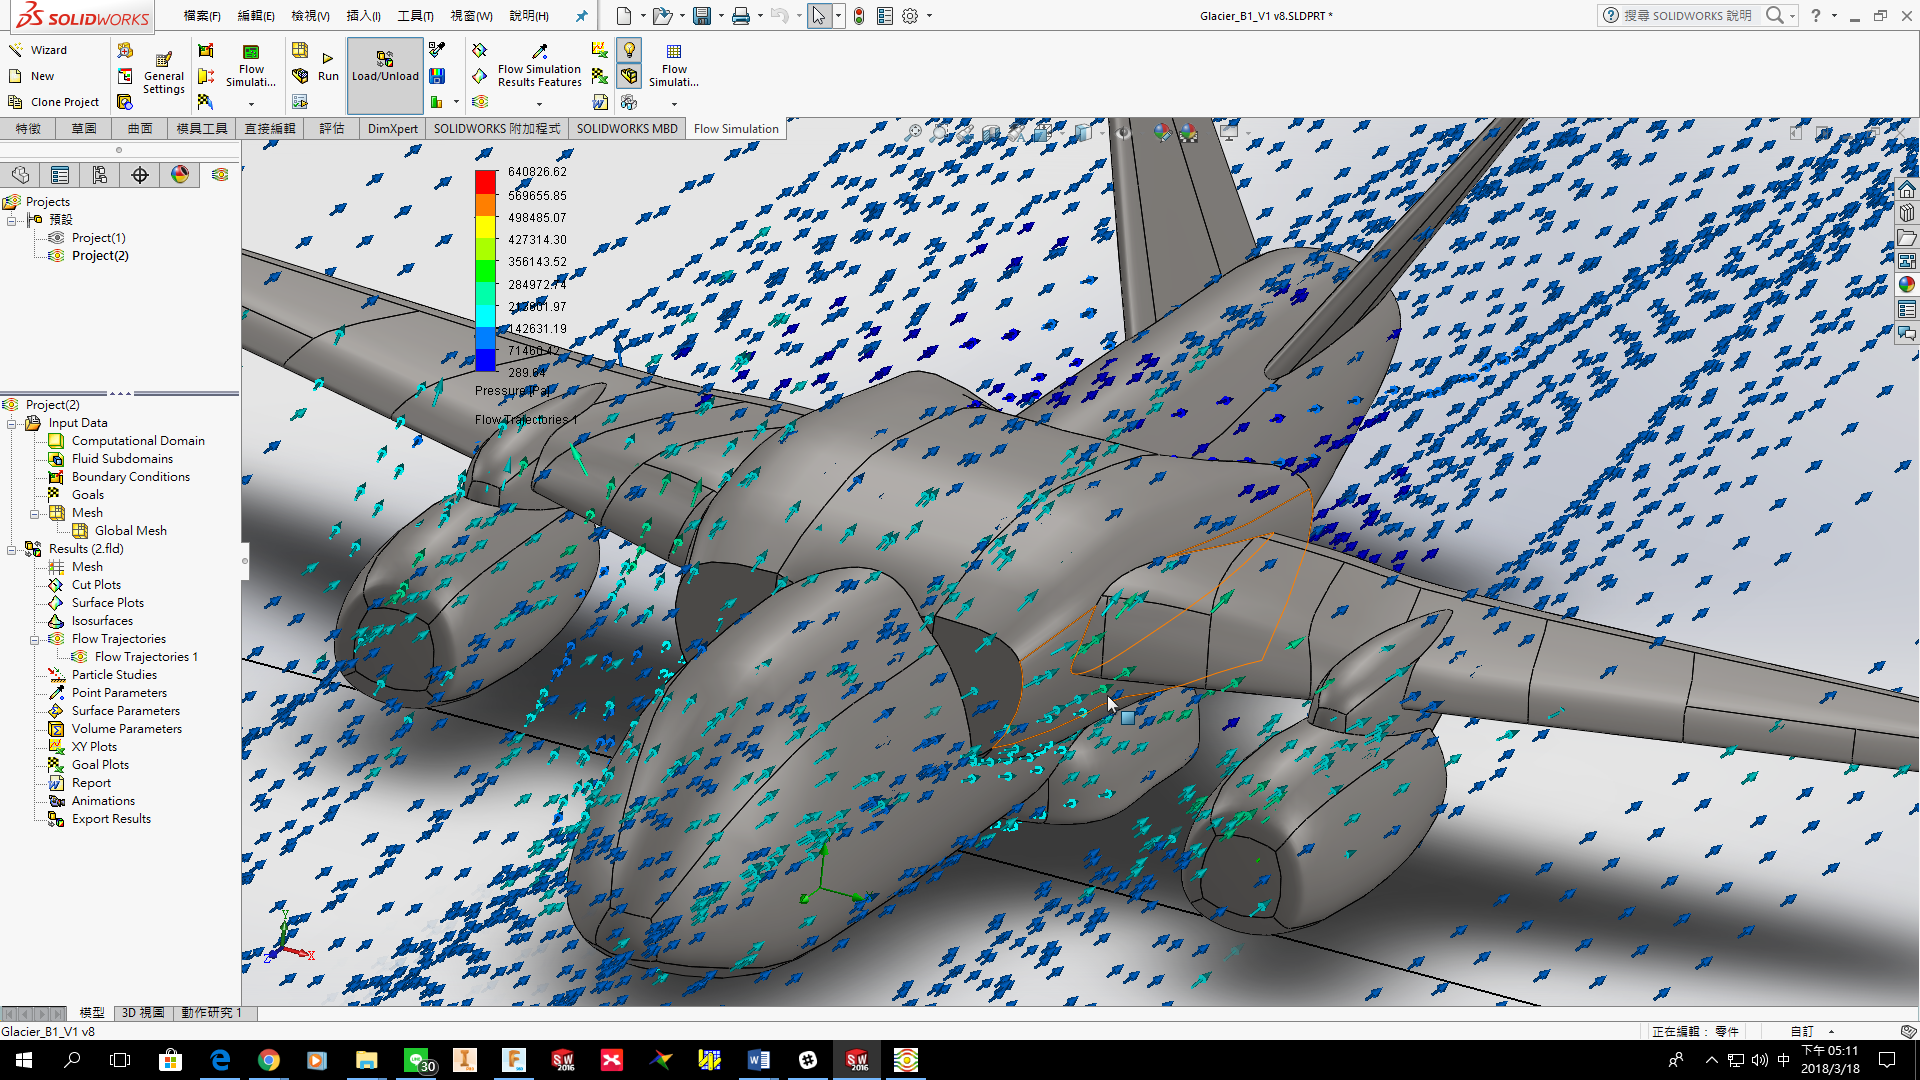 SOLIDWORKS
檔案(F) 編輯(E) 檢視(V) 插入(I) 工具(T) 視窗(W) 說明(H)
Glacier_B1_V1 v8.SLDPRT *
搜尋 SOLIDWORKS 說明
Wizard
New
Clone Project
General Settings
Flow Simulati...
Run
Load/Unload
Flow Simulation Results Features
Flow Simulati...
特徵 草圖 曲面 模具工具 直接編輯 評估 DimXpert SOLIDWORKS 附加程式 SOLIDWORKS MBD Flow Simulation
Projects
預設
Project(1)
Project(2)
Project(2)
Input Data
Computational Domain
Fluid Subdomains
Boundary Conditions
Goals
Mesh
Global Mesh
Results (2.fld)
Mesh
Cut Plots
Surface Plots
Isosurfaces
Flow Trajectories
Flow Trajectories 1
Particle Studies
Point Parameters
Surface Parameters
Volume Parameters
XY Plots
Goal Plots
Report
Animations
Export Results
640826.62
569655.85
498485.07
427314.30
356143.52
284972.74
213801.97
142631.19
71460.42
289.64
Pressure [Pa]
Flow Trajectories 1
Y
X
Z
模型 3D 視圖 動作研究 1
Glacier_B1_V1 v8
正在編輯： 零件
自訂
30
SW 2016
SW 2016
中
下午 05:11
2018/3/18